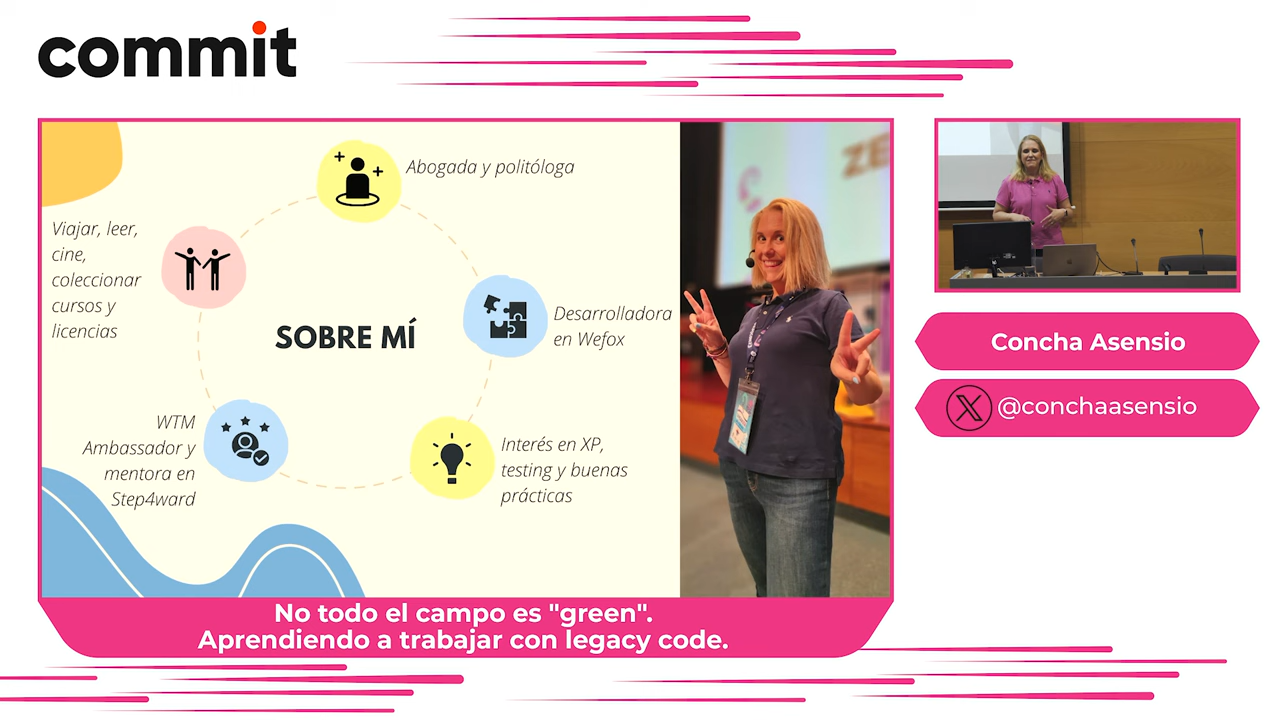 commit
Abogada y politóloga
Viajar, leer,
cine,
coleccionar
cursos y
licencias
SOBRE MÍ
Desarrolladora
en Wefox
WTM
Ambassador y
mentora en
Step4ward
Interés en XP,
testing y buenas
prácticas
ZE
Concha Asensio
@conchaasensio
No todo el campo es "green".
Aprendiendo a trabajar con legacy code.